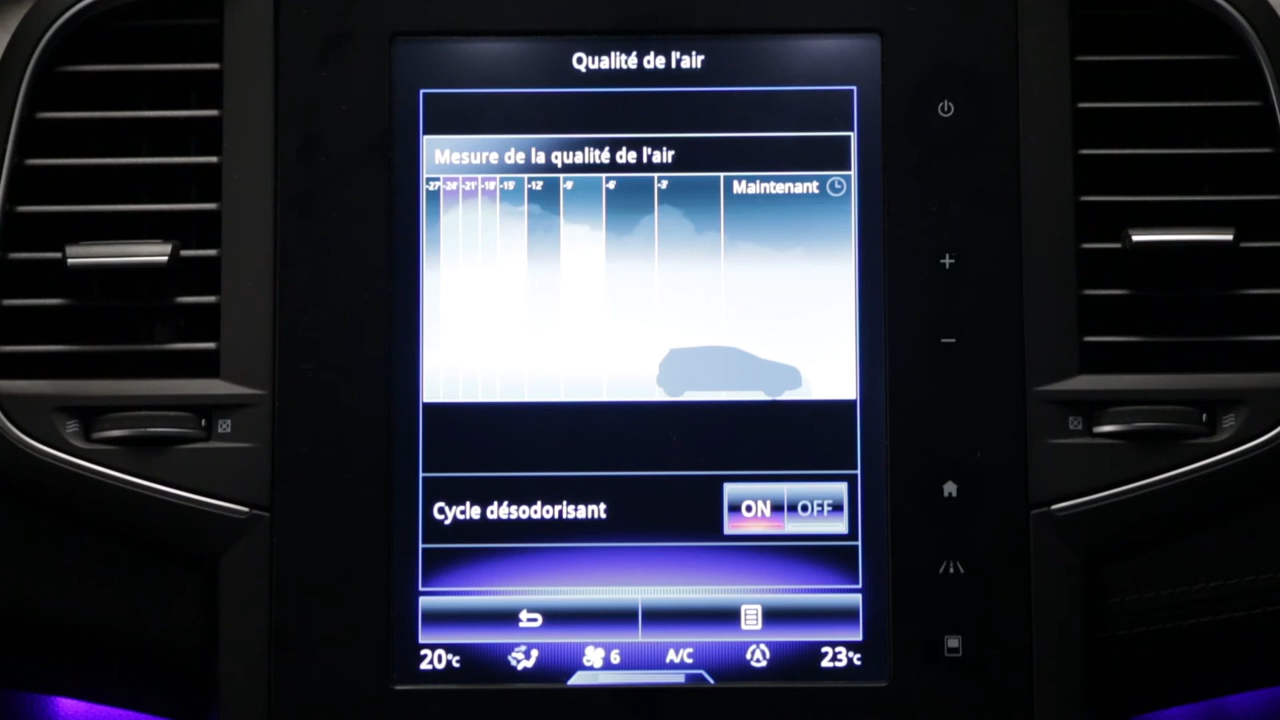 Qualité de l'air
Mesure de la qualité de l'air
-27' -24' -21' -18' -15' -12' -9' -6' -3' Maintenant
Cycle désodorisant ON OFF
20°C 6 A/C 23°C